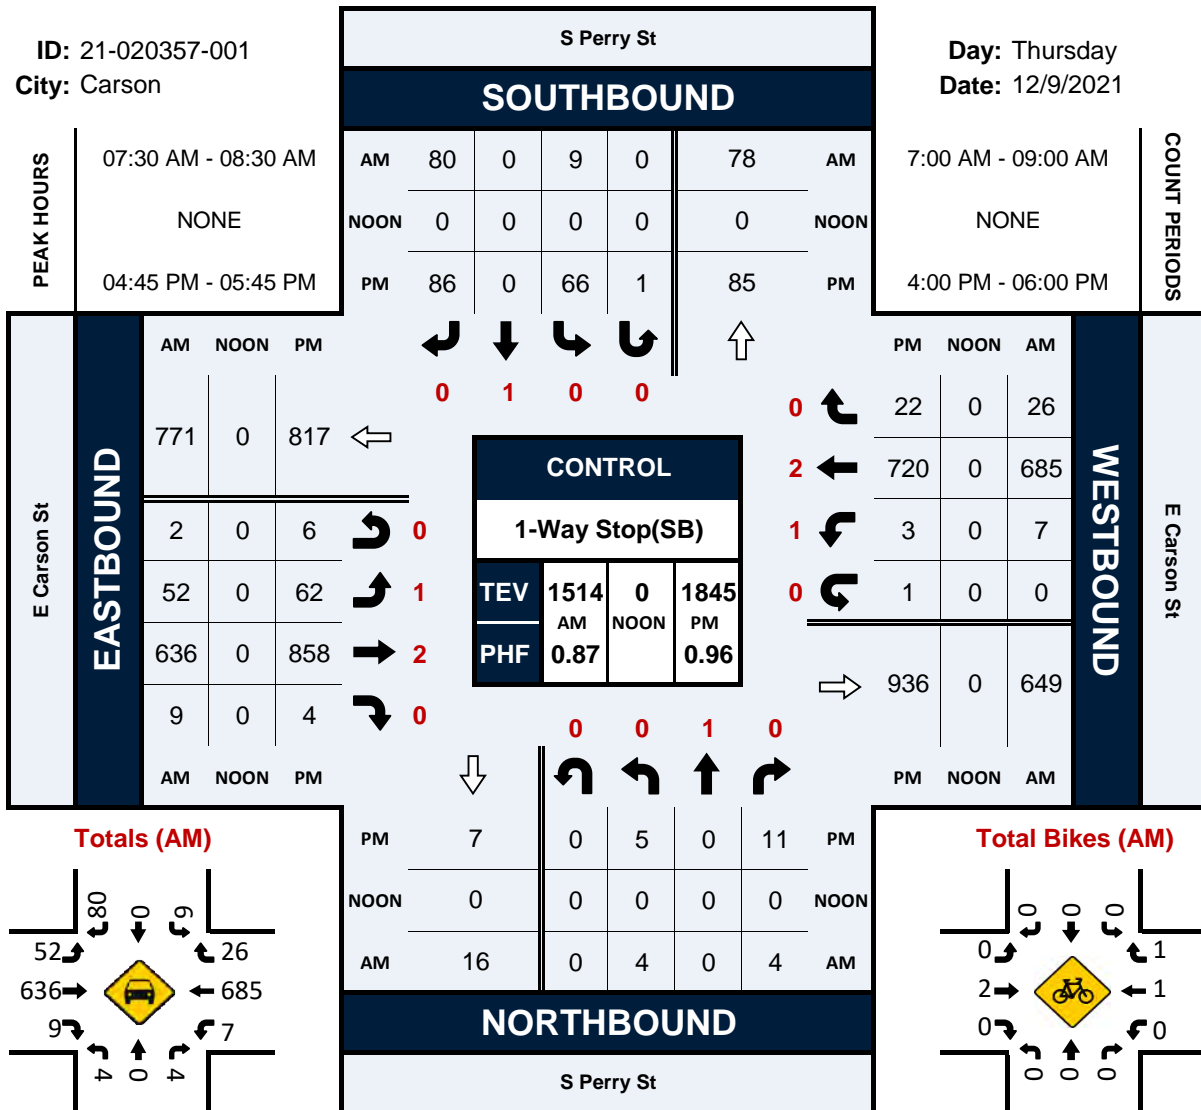 S Perry St
ID: 21-020357-001
City: Carson
Day: Thursday
Date: 12/9/2021
SOUTHBOUND
PEAK HOURS
07:30 AM - 08:30 AM
NONE
04:45 PM - 05:45 PM
AM 80 0 9 0 78 AM
NOON 0 0 0 0 0 NOON
PM 86 0 66 1 85 PM
7:00 AM - 09:00 AM
NONE
4:00 PM - 06:00 PM
COUNT PERIODS
0 1 0 0
E Carson St
EASTBOUND
AM NOON PM
771 0 817
2 0 6 0
52 0 62 1
636 0 858 2
9 0 4 0
AM NOON PM
CONTROL
1-Way Stop(SB)
TEV 1514 0 1845
AM NOON PM
PHF 0.87 0.96
PM NOON AM
0 22 0 26
2 720 0 685
1 3 0 7
0 1 0 0
936 0 649
PM NOON AM
WESTBOUND
E Carson St
0 0 1 0
PM 7 0 5 0 11 PM
NOON 0 0 0 0 0 NOON
AM 16 0 4 0 4 AM
NORTHBOUND
S Perry St
Totals (AM)
80 0 9
52 26
636 685
9 7
4 0 4
Total Bikes (AM)
0 0 0
0 1
2 1
0 0
0 0 0